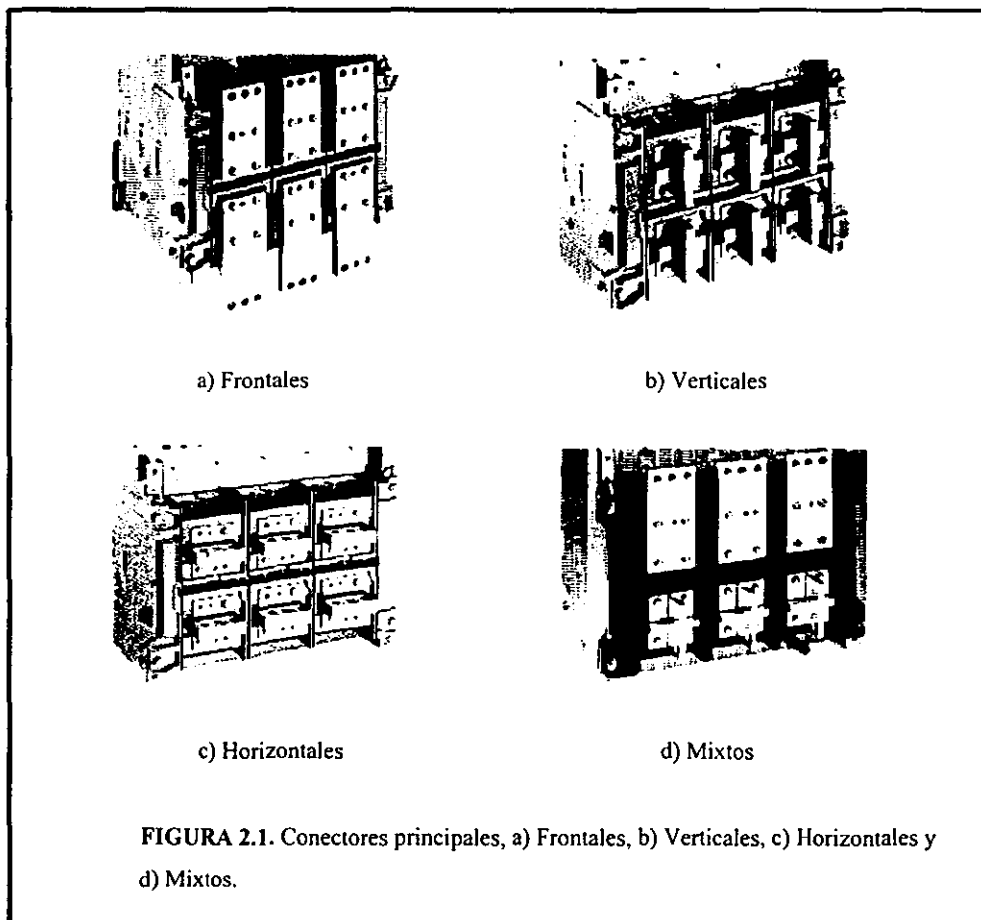 a) Frontales
b) Verticales
c) Horizontales
d) Mixtos
FIGURA 2.1. Conectores principales, a) Frontales, b) Verticales, c) Horizontales y
d) Mixtos.